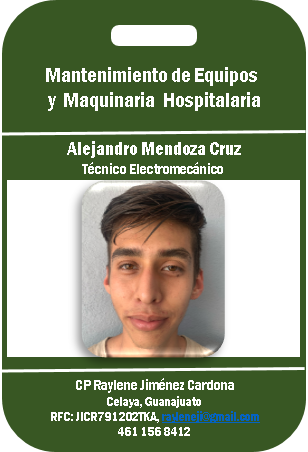 Mantenimiento de Equipos
y Maquinaria Hospitalaria
Alejandro Mendoza Cruz
Técnico Electromecánico
CP Raylene Jiménez Cardona
Celaya, Guanajuato
RFC: JICR791202TKA,
461 156 8412